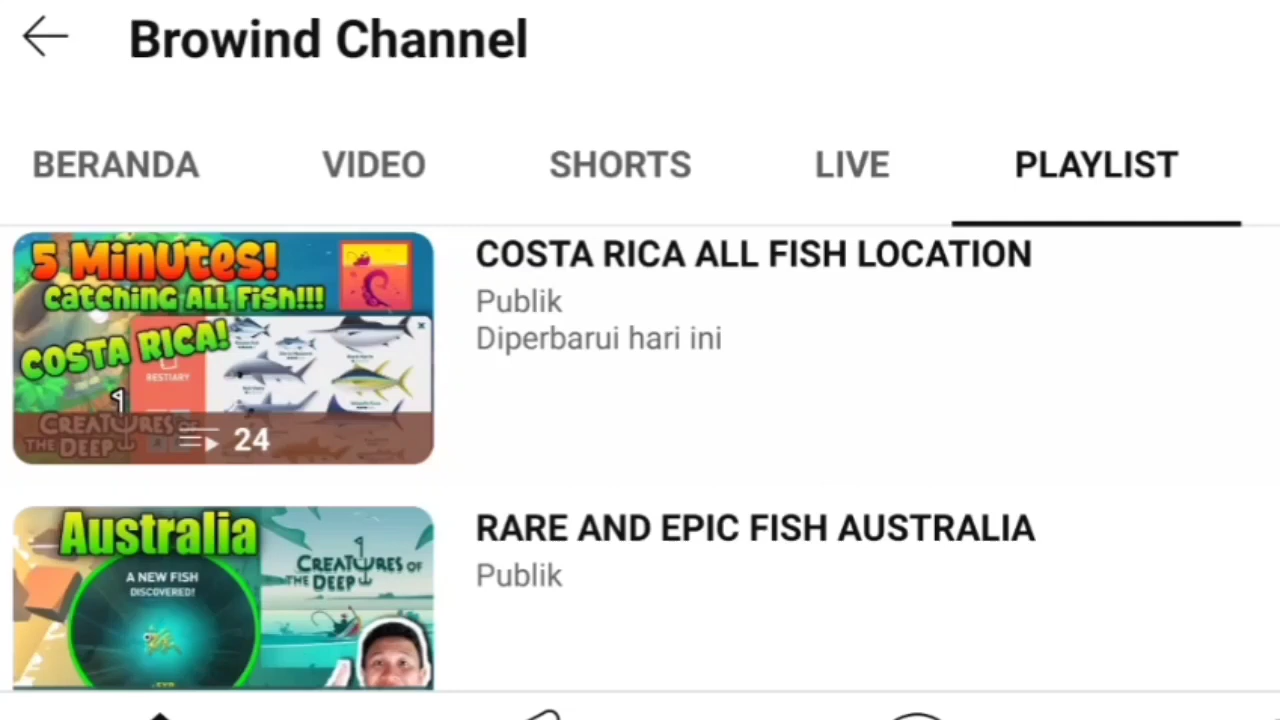 Browind Channel
BERANDA VIDEO SHORTS LIVE PLAYLIST
5 Minutes!
Catching ALL Fish!!!
COSTA RICA!
BESTIARY
CREATURES OF
THE DEEP
24
COSTA RICA ALL FISH LOCATION
Publik
Diperbarui hari ini
Australia
A NEW FISH
DISCOVERED!
CREATURES OF
THE DEEP
RARE AND EPIC FISH AUSTRALIA
Publik